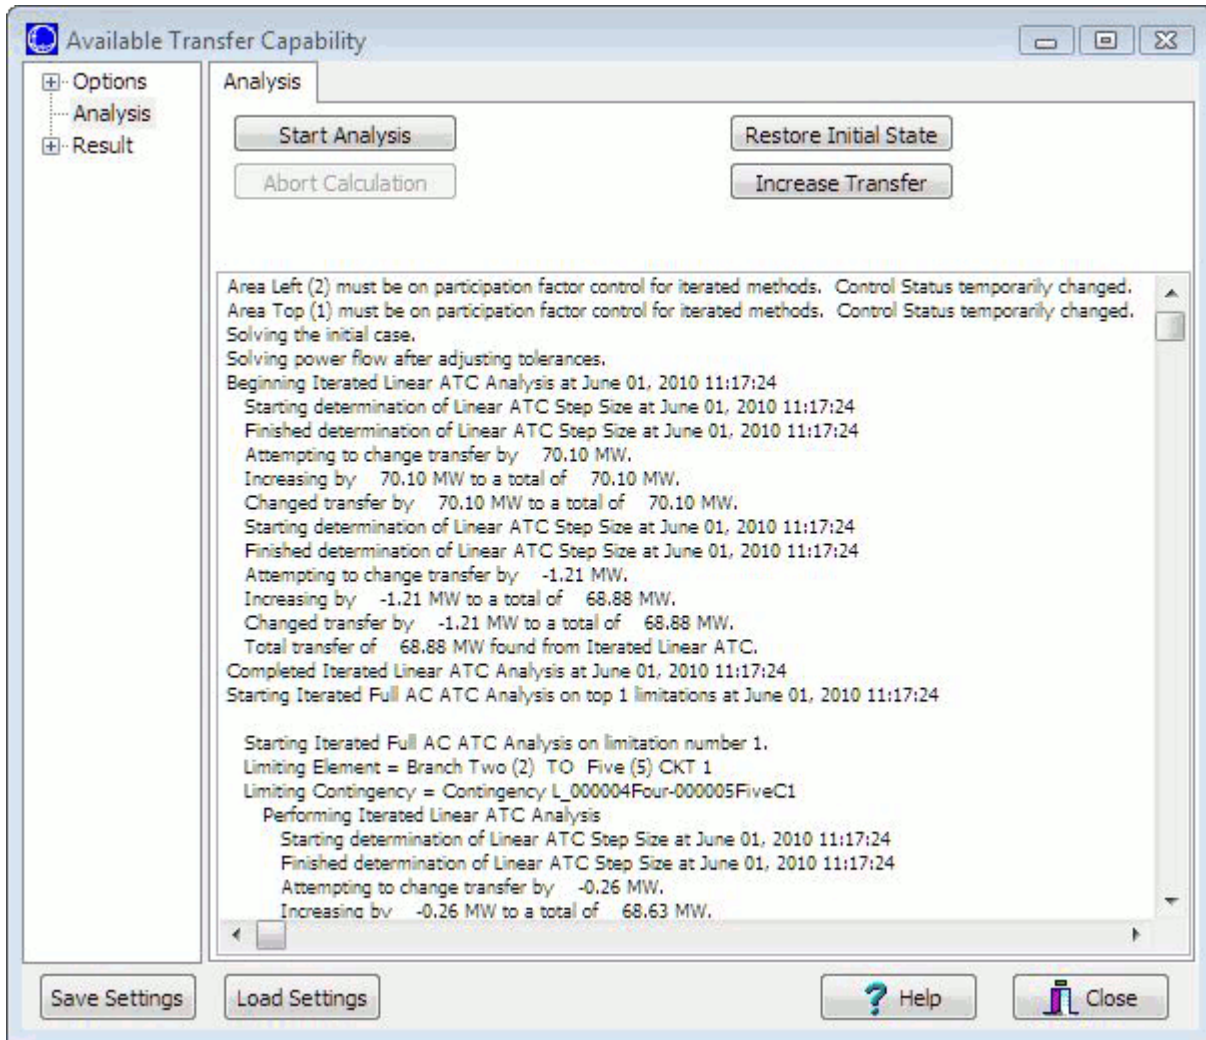 Available Transfer Capability
Options
Analysis
Result
Analysis
Start Analysis
Restore Initial State
Abort Calculation
Increase Transfer
Area Left (2) must be on participation factor control for iterated methods.  Control Status temporarily changed.
Area Top (1) must be on participation factor control for iterated methods.  Control Status temporarily changed.
Solving the initial case.
Solving power flow after adjusting tolerances.
Beginning Iterated Linear ATC Analysis at June 01, 2010 11:17:24
Starting determination of Linear ATC Step Size at June 01, 2010 11:17:24
Finished determination of Linear ATC Step Size at June 01, 2010 11:17:24
Attempting to change transfer by   70.10 MW.
Increasing by   70.10 MW to a total of   70.10 MW.
Changed transfer by   70.10 MW to a total of   70.10 MW.
Starting determination of Linear ATC Step Size at June 01, 2010 11:17:24
Finished determination of Linear ATC Step Size at June 01, 2010 11:17:24
Attempting to change transfer by   -1.21 MW.
Increasing by   -1.21 MW to a total of   68.88 MW.
Changed transfer by   -1.21 MW to a total of   68.88 MW.
Total transfer of   68.88 MW found from Iterated Linear ATC.
Completed Iterated Linear ATC Analysis at June 01, 2010 11:17:24
Starting Iterated Full AC ATC Analysis on top 1 limitations at June 01, 2010 11:17:24
Starting Iterated Full AC ATC Analysis on limitation number 1.
Limiting Element = Branch Two (2)  TO  Five (5) CKT 1
Limiting Contingency = Contingency L_000004Four-000005FiveC1
Performing Iterated Linear ATC Analysis
Starting determination of Linear ATC Step Size at June 01, 2010 11:17:24
Finished determination of Linear ATC Step Size at June 01, 2010 11:17:24
Attempting to change transfer by   -0.26 MW.
Increasing by   -0.26 MW to a total of   68.63 MW.
Save Settings
Load Settings
Help
Close